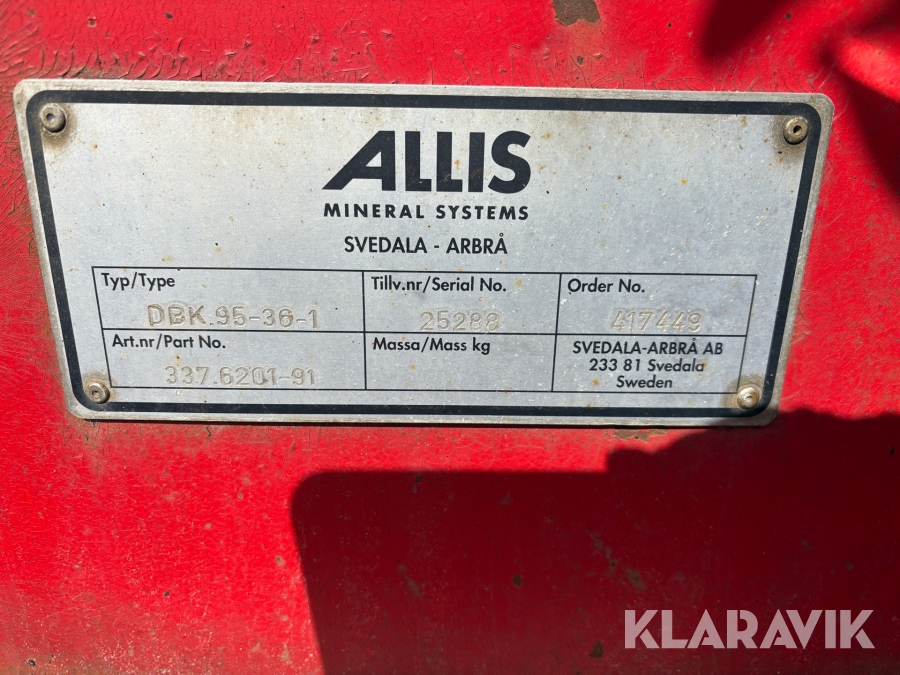 ALLIS
MINERAL SYSTEMS
SVEDALA - ARBRÅ
Typ/Type
DBK.95-36-1
Tillv.nr/Serial No.
25288
Order No.
417449
Art.nr/Part No.
337.6201-91
Massa/Mass kg
SVEDALA-ARBRÅ AB
233 81 Svedala
Sweden
KLARAVIK